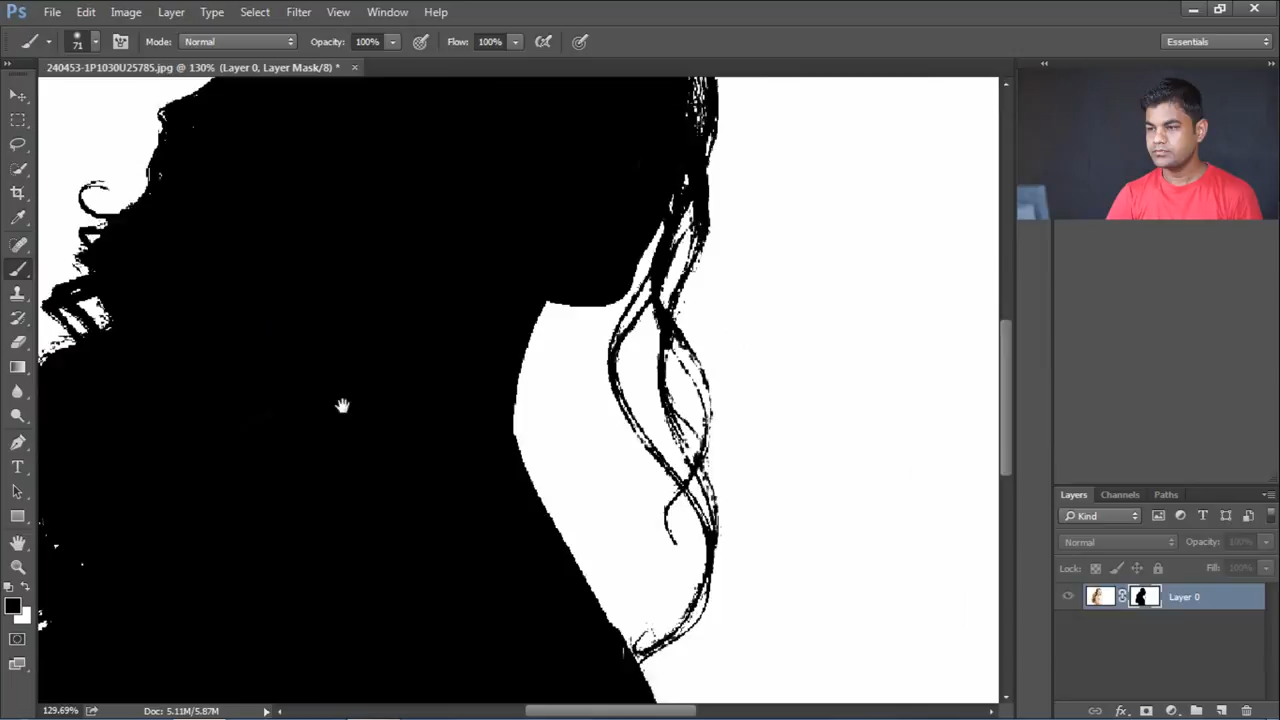 Ps File Edit Image Layer Type Select Filter View Window Help
71 Mode: Normal Opacity: 100% Flow: 100% Essentials
240453-1P1030U25785.jpg @ 130% (Layer 0, Layer Mask/8) *
Layers Channels Paths
Kind
Normal Opacity: 100%
Lock: Fill: 100%
Layer 0
129.69% Doc: 5.11M/5.87M